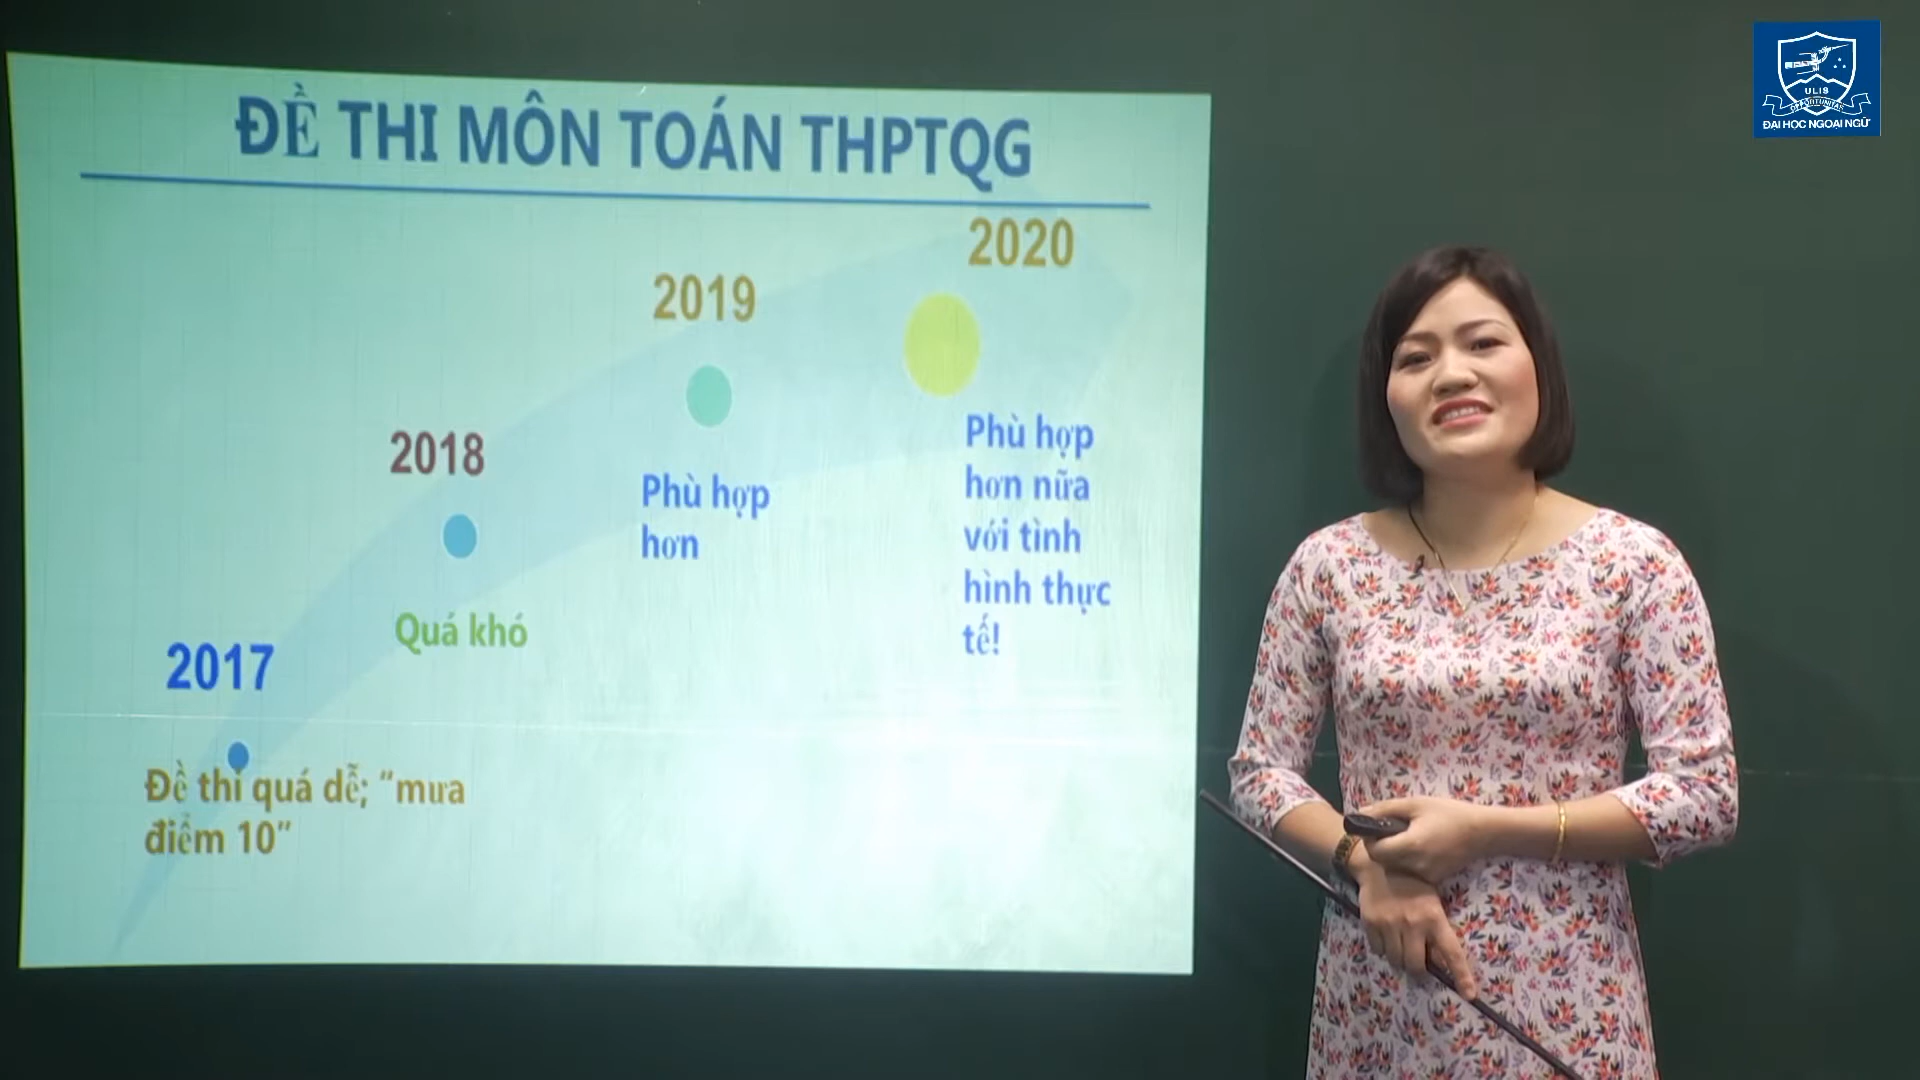 ĐỀ THI MÔN TOÁN THPTQG
2020
2019
2018
2017
Phù hợp
hơn nữa
với tình
hình thực
tế!
Phù hợp
hơn
Quá khó
Đề thi quá dễ; “mưa
điểm 10”
ULIS
OPPORTUNITAS
ĐẠI HỌC NGOẠI NGỮ